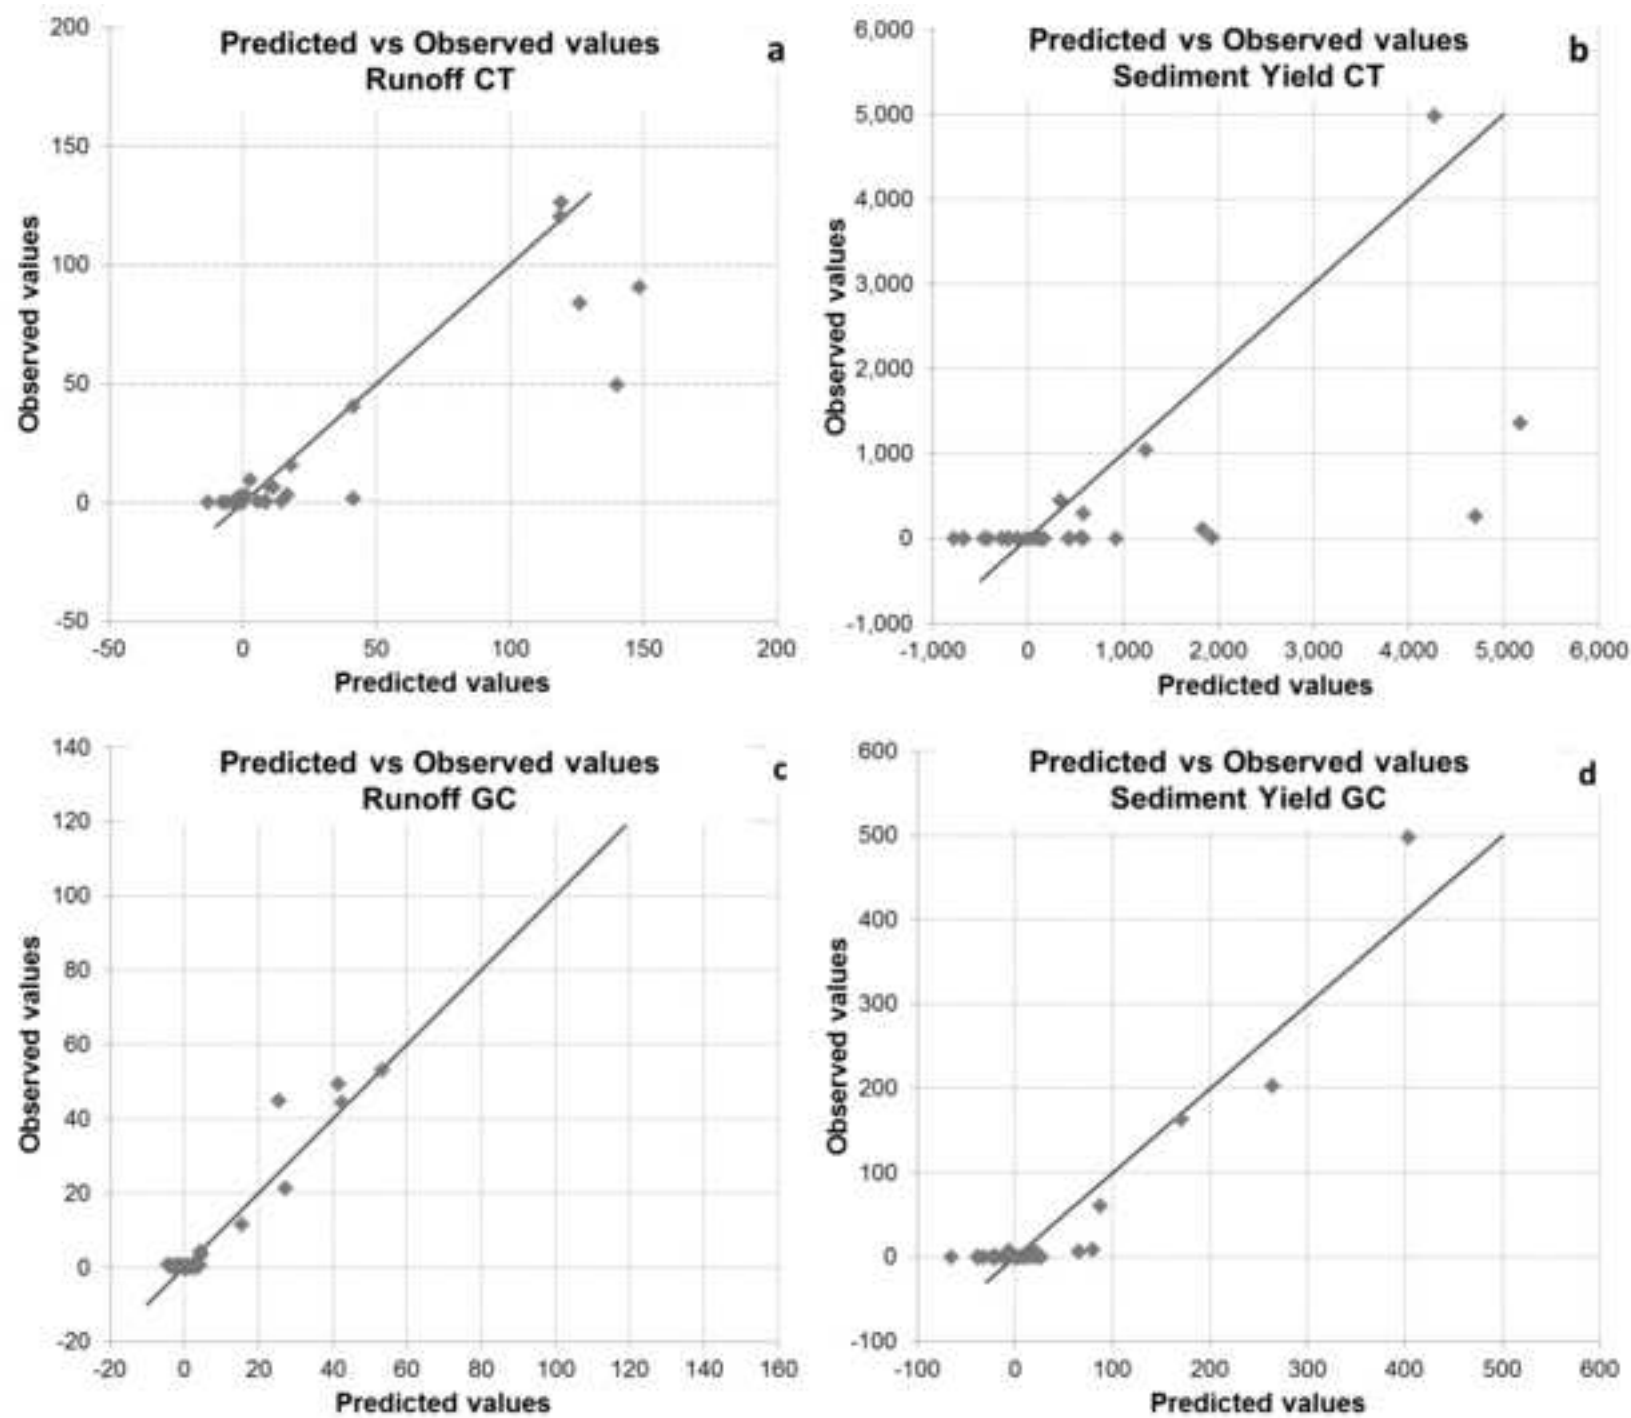 Predicted vs Observed values
Runoff CT
a
200
150
100
50
0
-50
-50 0 50 100 150 200
Observed values
Predicted values
Predicted vs Observed values
Sediment Yield CT
b
6,000
5,000
4,000
3,000
2,000
1,000
0
-1,000
-1,000 0 1,000 2,000 3,000 4,000 5,000 6,000
Observed values
Predicted values
Predicted vs Observed values
Runoff GC
c
140
120
100
80
60
40
20
0
-20
-20 0 20 40 60 80 100 120 140 160
Observed values
Predicted values
Predicted vs Observed values
Sediment Yield GC
d
600
500
400
300
200
100
0
-100
-100 0 100 200 300 400 500 600
Observed values
Predicted values